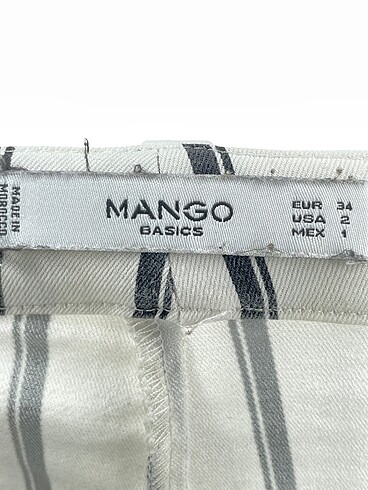 MADE IN
MOROCCO
MANGO
BASICS
EUR 34
USA 2
MEX 1